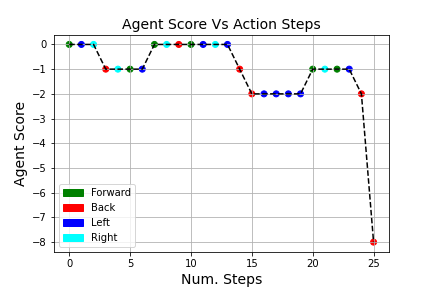 Agent Score Vs Action Steps
Agent Score
0
−1
−2
−3
−4
−5
−6
−7
−8
Forward
Back
Left
Right
0 5 10 15 20 25
Num. Steps